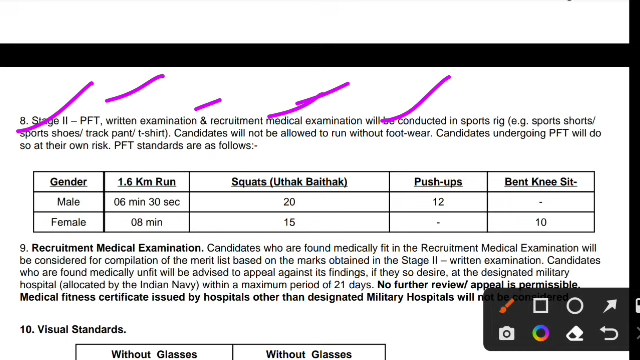 8. Stage II – PFT, written examination & recruitment medical examination will be conducted in sports rig (e.g. sports shorts/
sports shoes/ track pant/ t-shirt). Candidates will not be allowed to run without foot-wear. Candidates undergoing PFT will do
so at their own risk. PFT standards are as follows:-
Gender 1.6 Km Run Squats (Uthak Baithak) Push-ups Bent Knee Sit-
Male 06 min 30 sec 20 12 -
Female 08 min 15 - 10
9. Recruitment Medical Examination. Candidates who are found medically fit in the Recruitment Medical Examination will
be considered for compilation of the merit list based on the marks obtained in the Stage II – written examination. Candidates
who are found medically unfit will be advised to appeal against its findings, if they so desire, at the designated military
hospital (allocated by the Indian Navy) within a maximum period of 21 days. No further review/ appeal is permissible.
Medical fitness certificate issued by hospitals other than designated Military Hospitals will not be considered
10. Visual Standards.
Without Glasses With Glasses